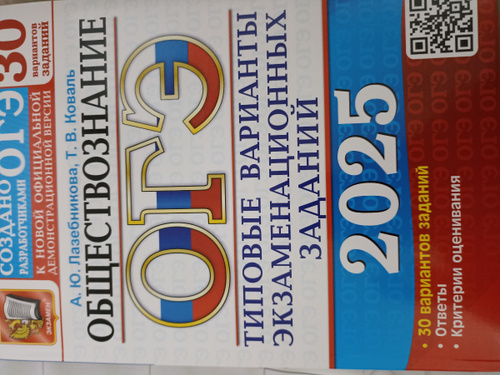 СОЗДАНО
РАЗРАБОТЧИКАМИ
ОГЭ
30
вариантов
заданий
К НОВОЙ ОФИЦИАЛЬНОЙ
ДЕМОНСТРАЦИОННОЙ ВЕРСИИ
ЭКЗАМЕН
А. Ю. Лазебникова, Т. В. Коваль
ОБЩЕСТВОЗНАНИЕ
ОГЭ
ТИПОВЫЕ ВАРИАНТЫ
ЭКЗАМЕНАЦИОННЫХ
ЗАДАНИЙ
2025
• 30 вариантов заданий
• Ответы
• Критерии оценивания